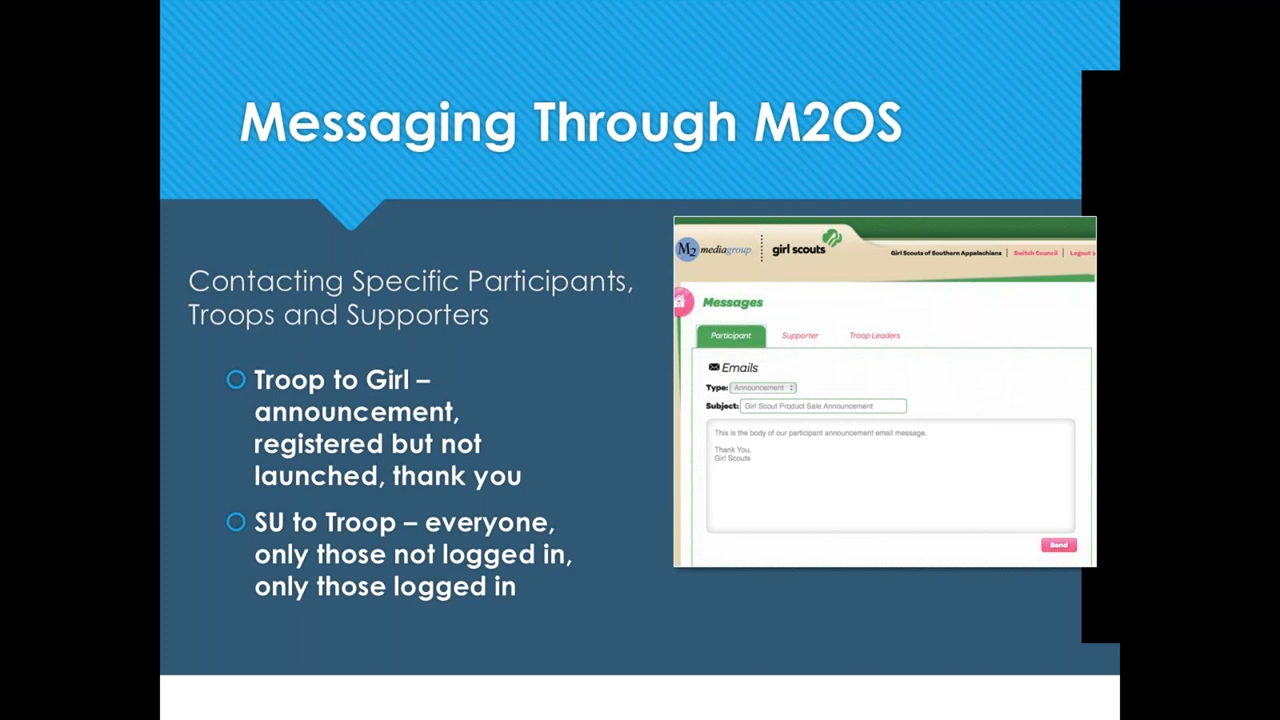 Messaging Through M2OS
Contacting Specific Participants,
Troops and Supporters
Troop to Girl –
announcement,
registered but not
launched, thank you
SU to Troop – everyone,
only those not logged in,
only those logged in
M2 mediagroup girl scouts
Girl Scouts of Southern Appalachians | Switch Council | Logout
Messages
Participant Supporter Troop Leaders
Emails
Type: Announcement
Subject: Girl Scout Product Sale Announcement
This is the body of our participant announcement email message.
Thank You,
Girl Scouts
Send